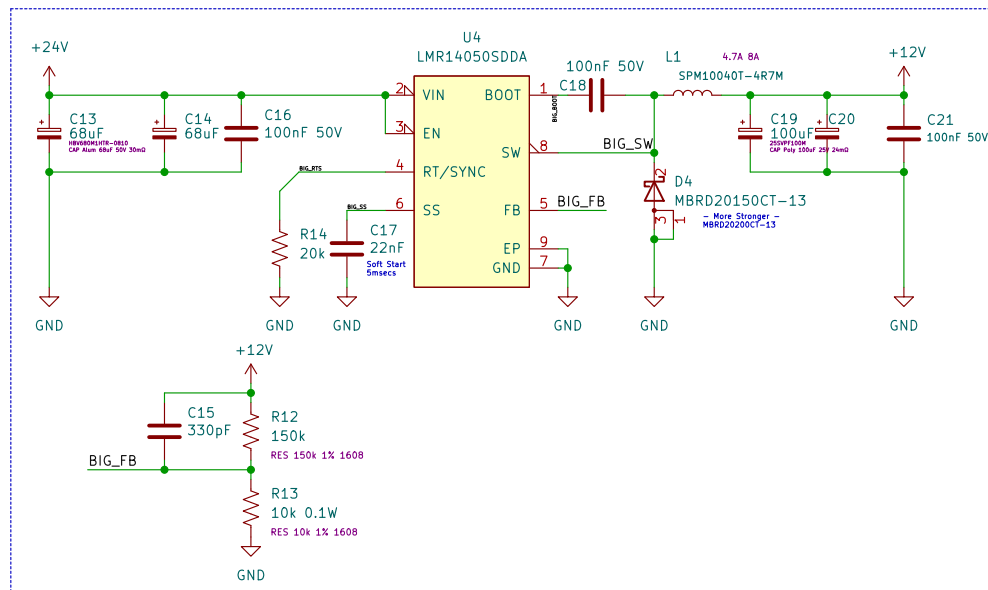 +24V
U4
LMR14050SDDA
+12V
100nF 50V
C18
L1
4.7A 8A
SPM10040T-4R7M
C13
68uF
HBV680M1HTR-0810
CAP Alum 68uF 50V 30mΩ
C14
68uF
C16
100nF 50V
2
VIN
3
EN
4
RT/SYNC
6
SS
BOOT
1
BIG_BOOT
SW
8
BIG_SW
FB
5
BIG_FB
EP
9
GND
7
BIG_RTS
BIG_SS
R14
20k
C17
22nF
Soft Start
5msecs
C19
100uF
25SVPF100M
CAP Poly 100uF 25V 24mΩ
C20
C21
100nF 50V
2
D4
MBRD20150CT-13
3
1
- More Stronger -
MBRD20200CT-13
GND
GND
GND
GND
GND
GND
+12V
C15
330pF
R12
150k
RES 150k 1% 1608
BIG_FB
R13
10k 0.1W
RES 10k 1% 1608
GND